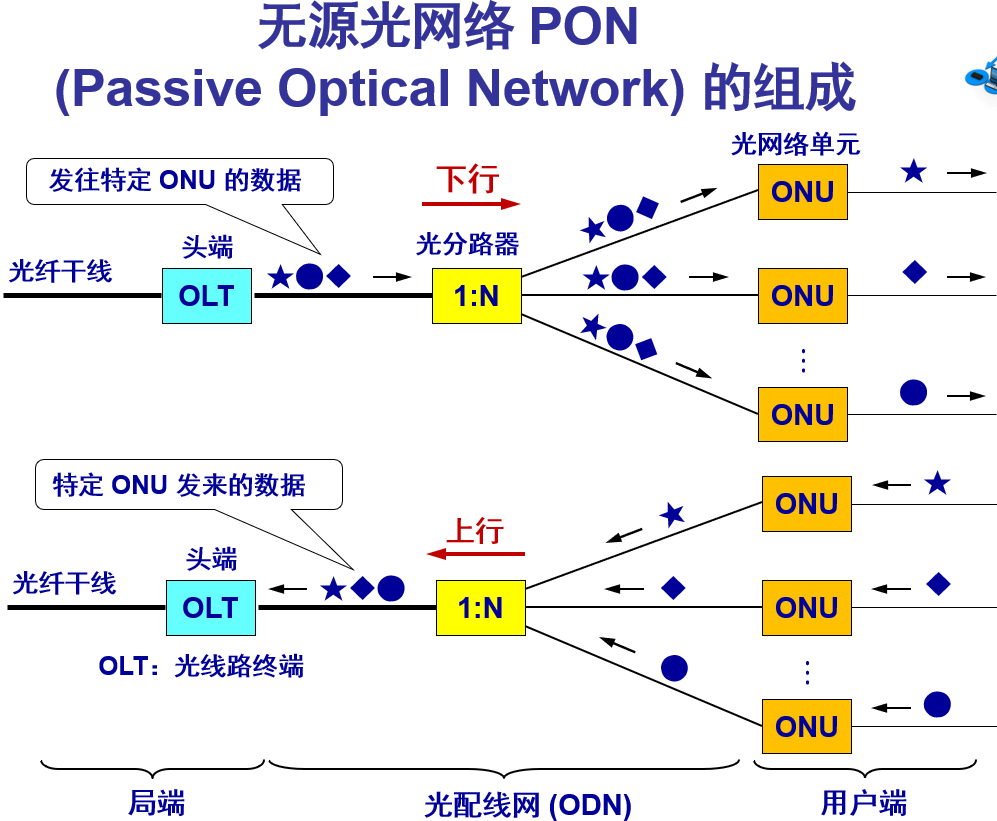 无源光网络 PON
(Passive Optical Network) 的组成
光网络单元
发往特定 ONU 的数据
下行
ONU
头端
光分路器
光纤干线
OLT
1:N
ONU
⋮
ONU
特定 ONU 发来的数据
上行
ONU
头端
光纤干线
OLT
1:N
ONU
OLT：光线路终端
⋮
ONU
局端
光配线网 (ODN)
用户端